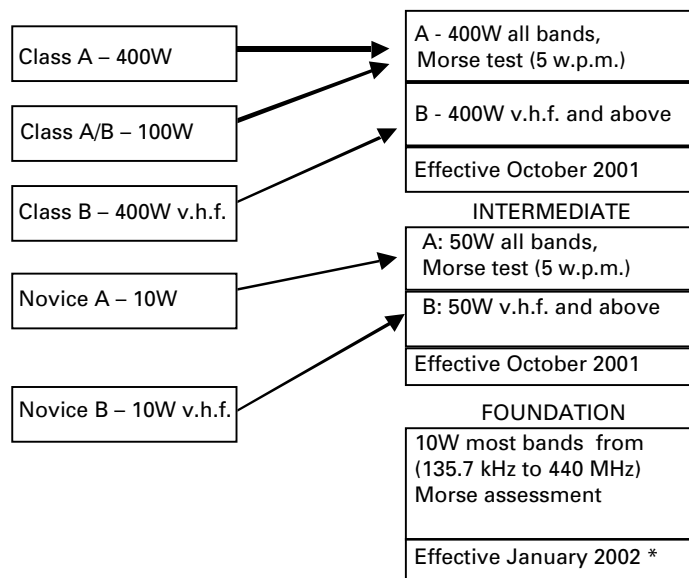 Class A – 400W
Class A/B – 100W
Class B – 400W v.h.f.
Novice A – 10W
Novice B – 10W v.h.f.
A - 400W all bands,
Morse test (5 w.p.m.)
B - 400W v.h.f. and above
Effective October 2001
INTERMEDIATE
A: 50W all bands,
Morse test (5 w.p.m.)
B: 50W v.h.f. and above
Effective October 2001
FOUNDATION
10W most bands from
(135.7 kHz to 440 MHz)
Morse assessment
Effective January 2002 *